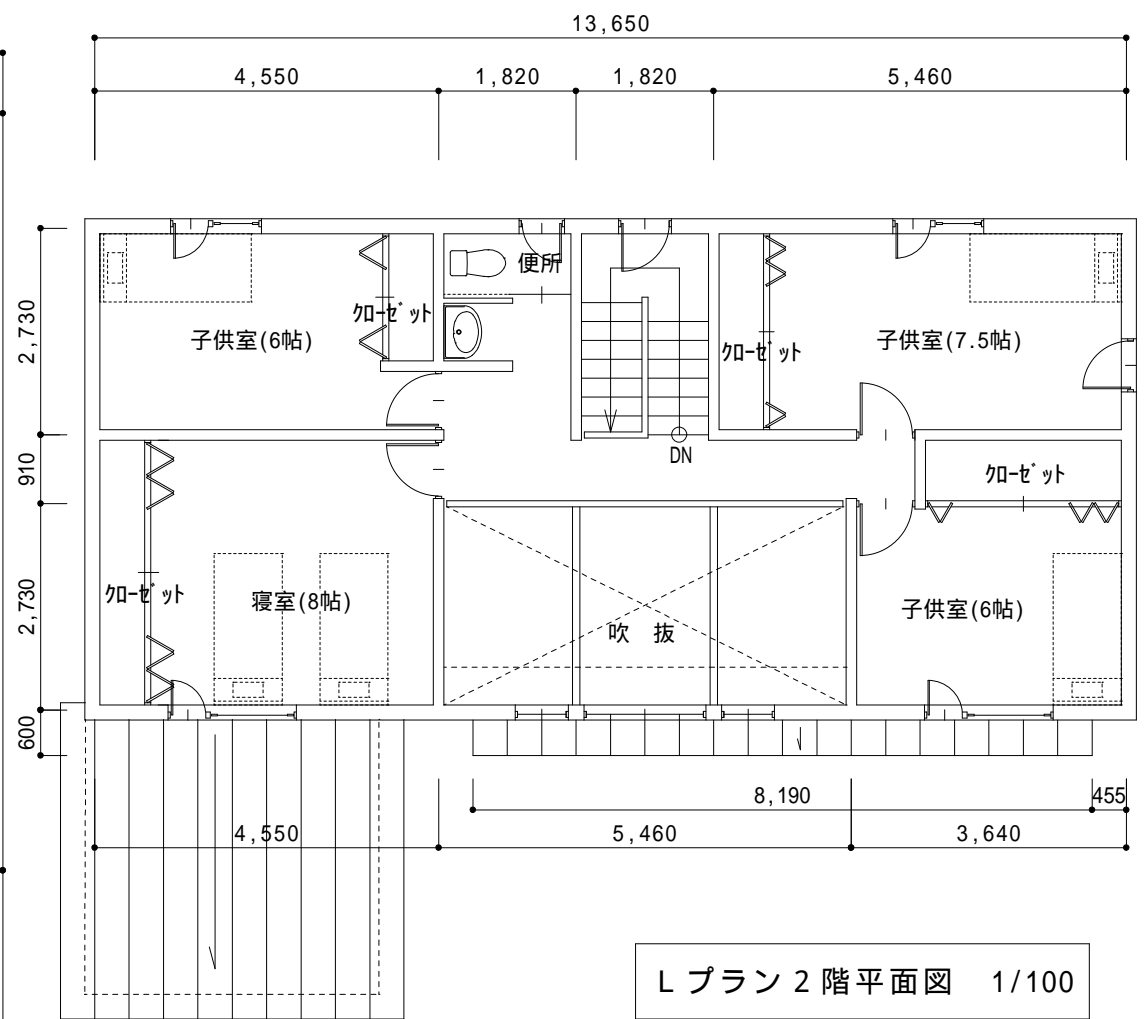 13,650
4,550
1,820
1,820
5,460
2,730
910
2,730
600
便所
クローゼット
子供室(6帖)
クローゼット
子供室(7.5帖)
DN
クローゼット
クローゼット
寝室(8帖)
吹 抜
子供室(6帖)
8,190
455
4,550
5,460
3,640
Lプラン2階平面図 1/100